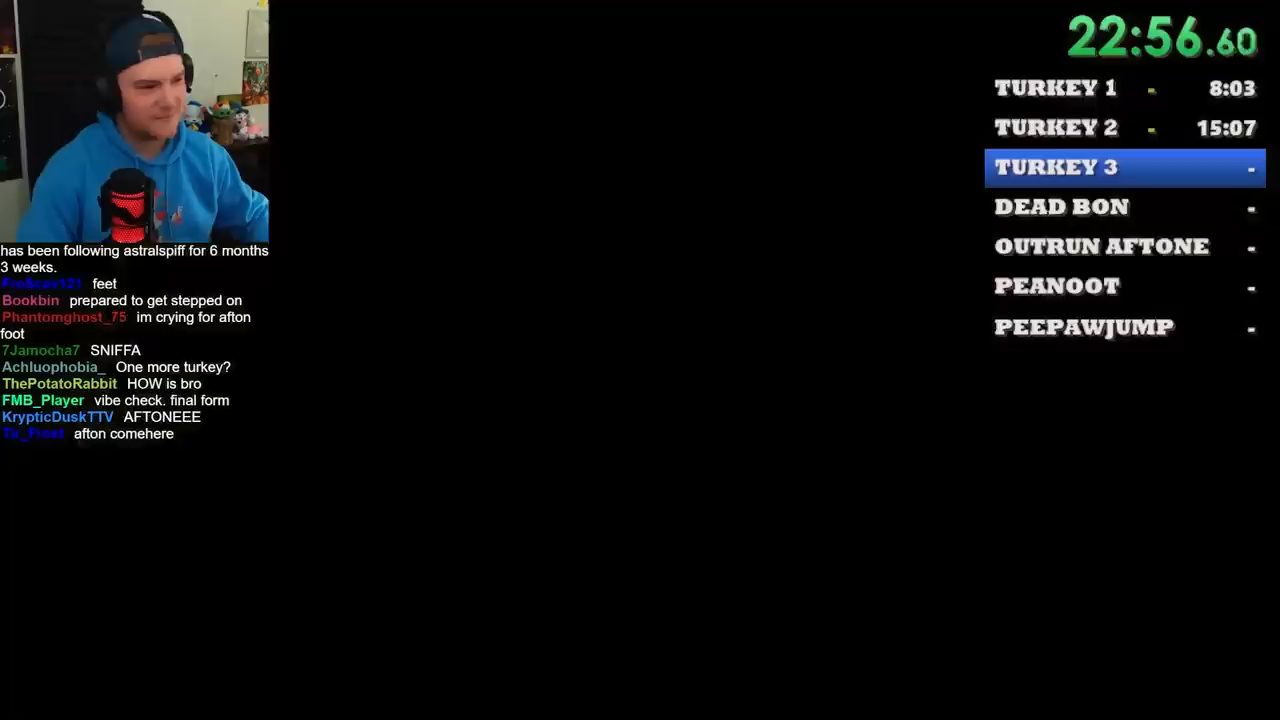 22:56.60
TURKEY 1 - 8:03
TURKEY 2 - 15:07
TURKEY 3 -
DEAD BON -
OUTRUN AFTONE -
PEANOOT -
PEEPAWJUMP -
has been following astralspiff for 6 months
3 weeks.
feet
Bookbin prepared to get stepped on
Phantomghost_75 im crying for afton
foot
7Jamocha7 SNIFFA
Achluophobia_ One more turkey?
ThePotatoRabbit HOW is bro
FMB_Player vibe check. final form
KrypticDuskTTV AFTONEEE
Tir_Frost afton comehere